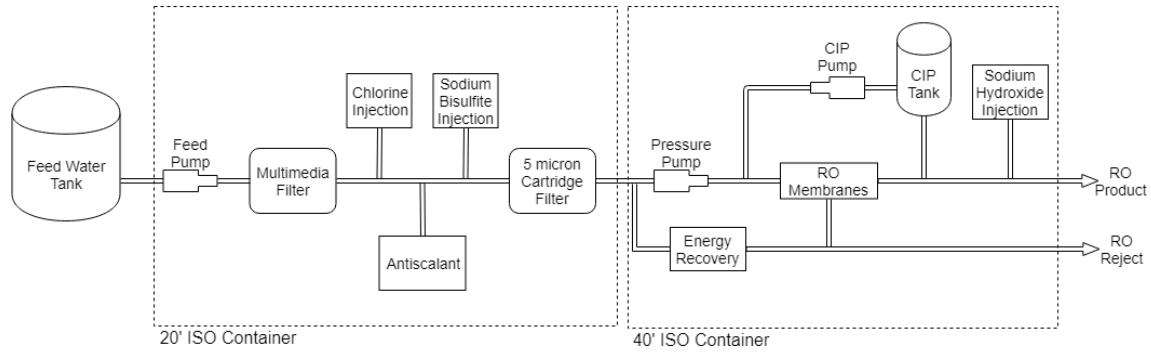 Feed Water
Tank
Feed
Pump
Multimedia
Filter
Chlorine
Injection
Sodium
Bisulfite
Injection
Antiscalant
5 micron
Cartridge
Filter
20' ISO Container
Pressure
Pump
CIP
Pump
CIP
Tank
Sodium
Hydroxide
Injection
RO
Membranes
Energy
Recovery
RO
Product
RO
Reject
40' ISO Container